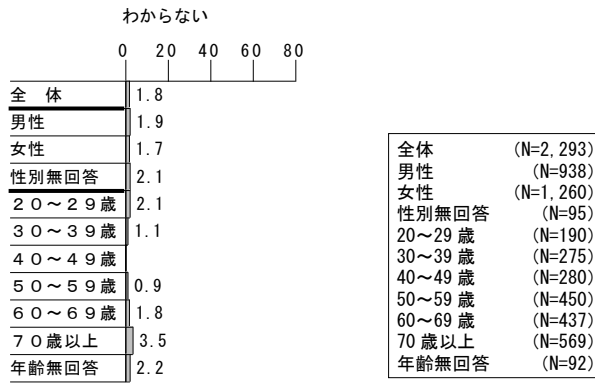 わからない
0 20 40 60 80
全　体 1.8
男性 1.9
女性 1.7
性別無回答 2.1
２０～２９歳 2.1
３０～３９歳 1.1
４０～４９歳
５０～５９歳 0.9
６０～６９歳 1.8
７０歳以上 3.5
年齢無回答 2.2
全体 (N=2,293)
男性 (N=938)
女性 (N=1,260)
性別無回答 (N=95)
20～29 歳 (N=190)
30～39 歳 (N=275)
40～49 歳 (N=280)
50～59 歳 (N=450)
60～69 歳 (N=437)
70 歳以上 (N=569)
年齢無回答 (N=92)